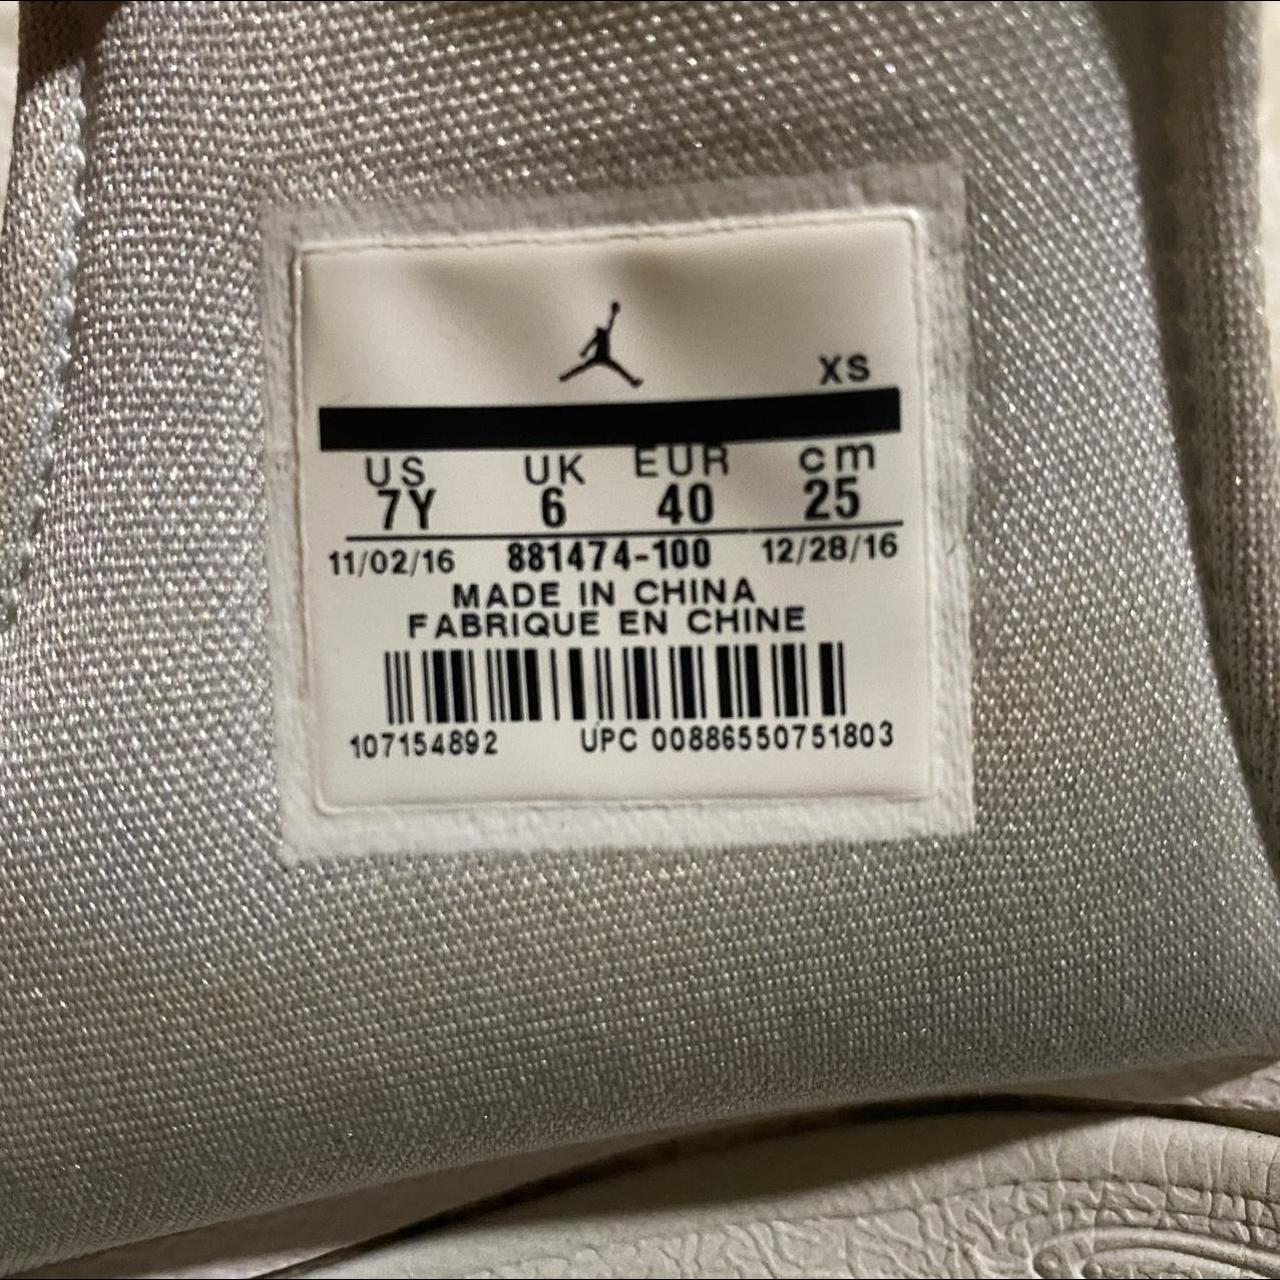 XS
US UK EUR cm
7Y 6 40 25
11/02/16 881474-100 12/28/16
MADE IN CHINA
FABRIQUE EN CHINE
107154892 UPC 00886550751803